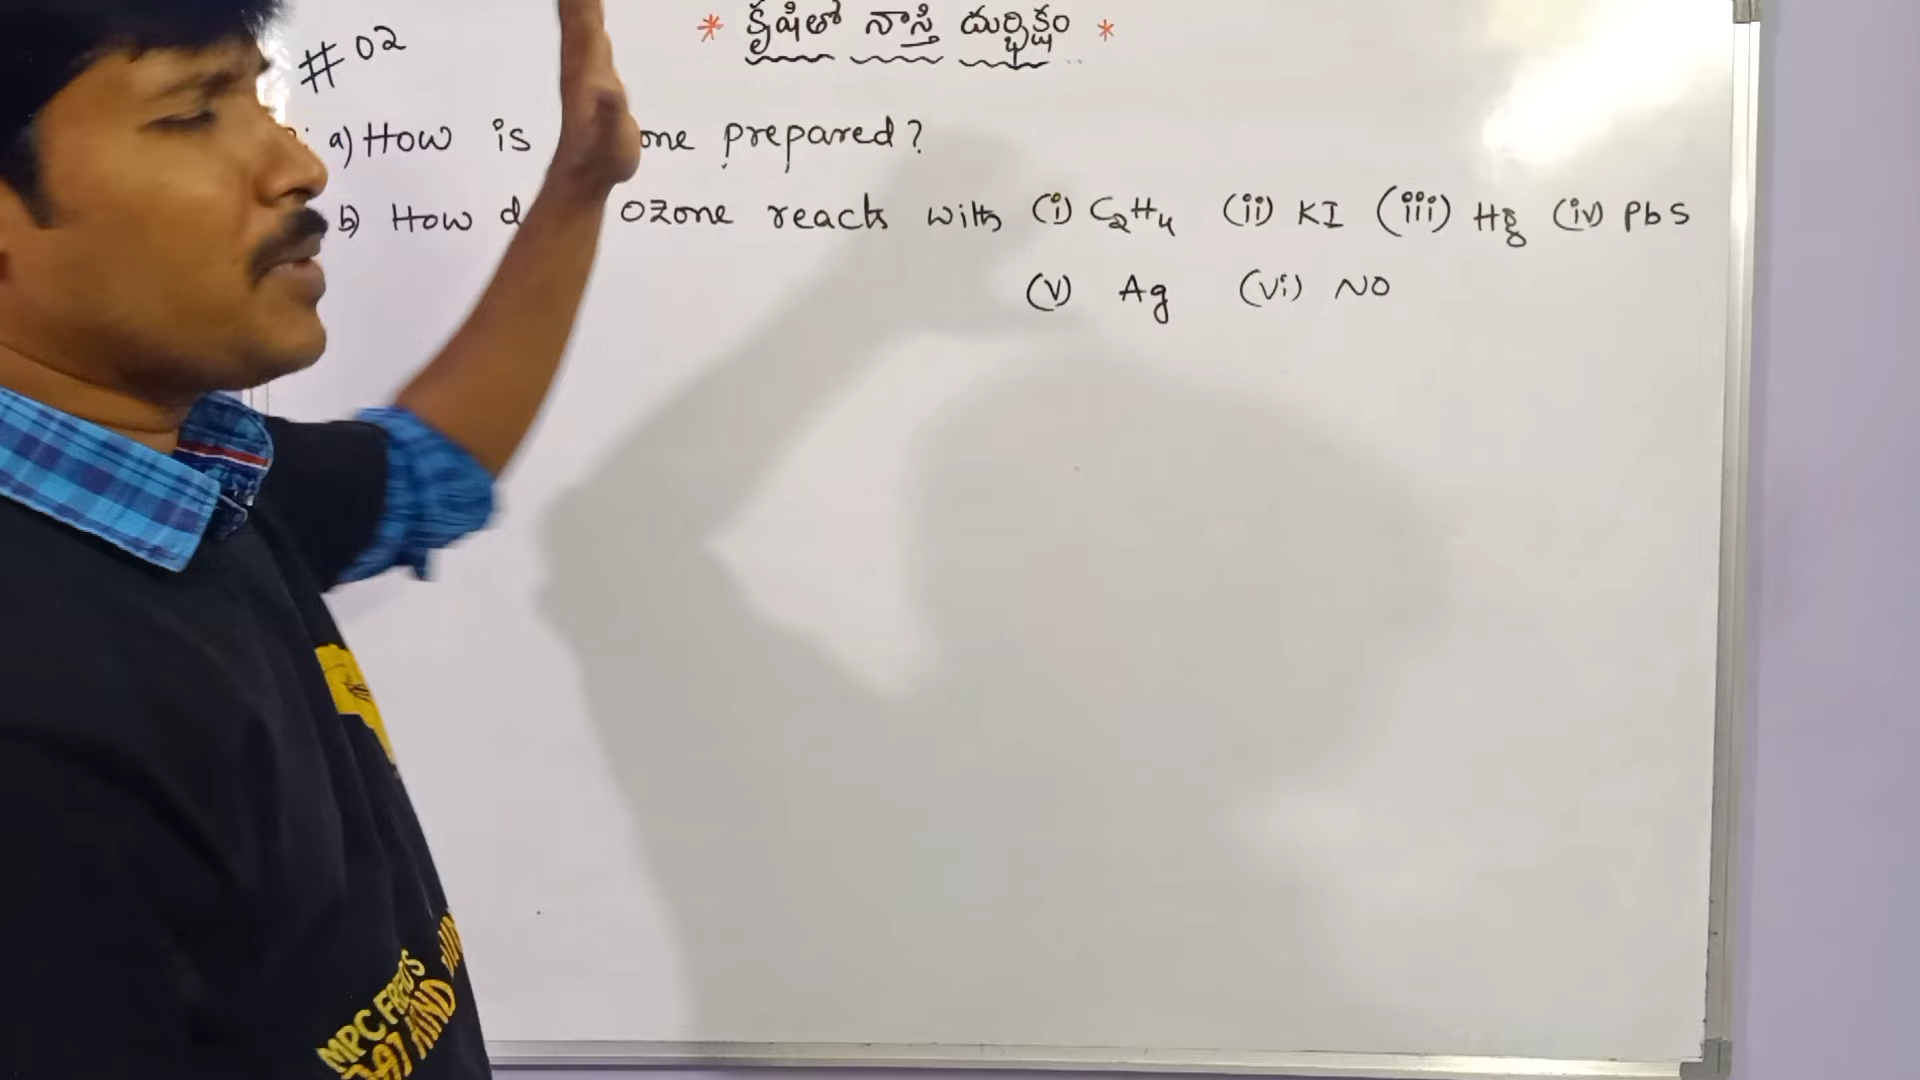 * కృషితో నాస్తి దుర్భిక్షం *
#02
a) How is one prepared?
b) How d ozone reacts with (i) C₂H₄ (ii) KI (iii) Hg (iv) PbS
(v) Ag (vi) NO
MPC